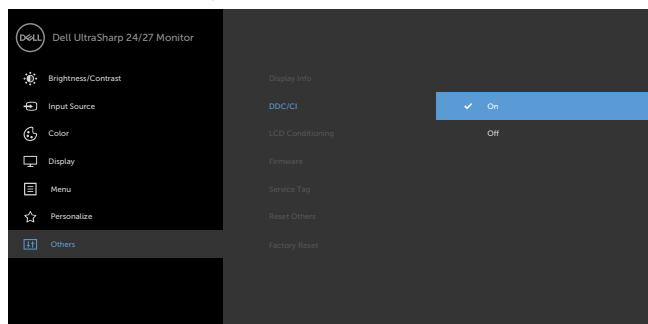 DELL Dell UltraSharp 24/27 Monitor
Brightness/Contrast
Input Source
Color
Display
Menu
Personalize
Others
Display Info
DDC/CI
LCD Conditioning
Firmware
Service Tag
Reset Others
Factory Reset
On
Off